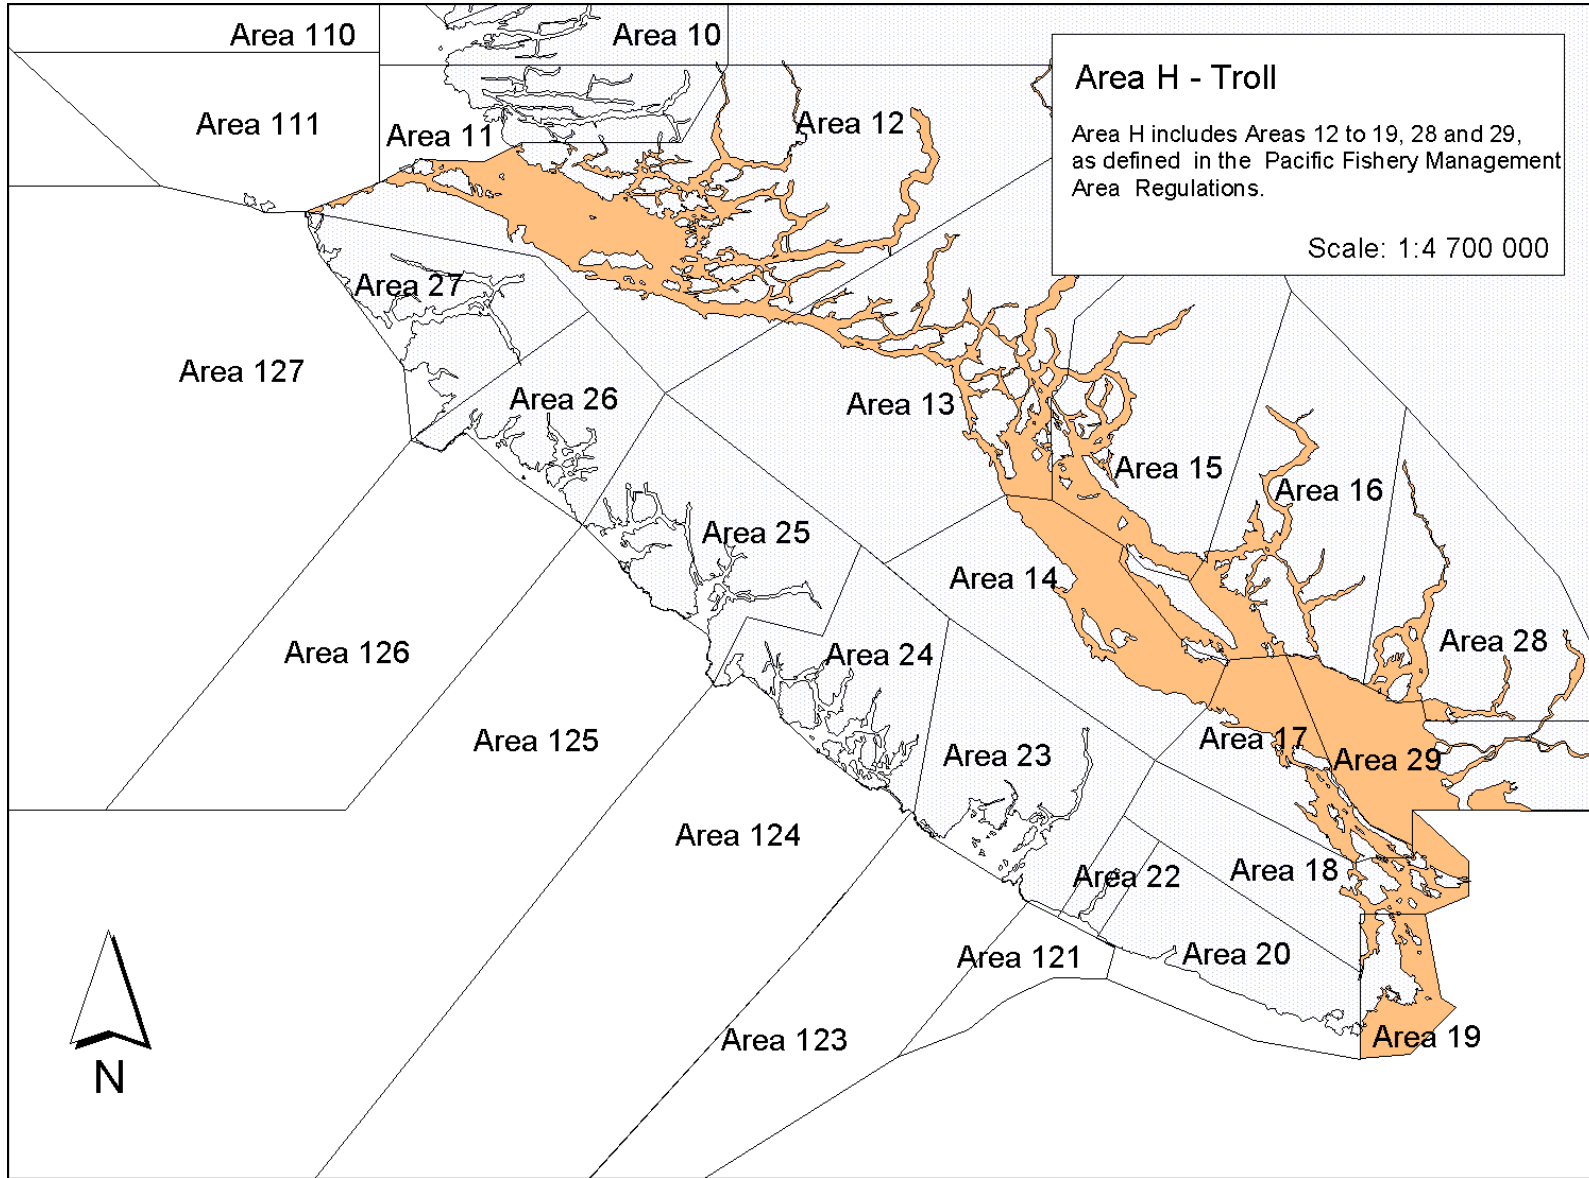 Area 110
Area 10
Area H - Troll
Area H includes Areas 12 to 19, 28 and 29,
as defined in the Pacific Fishery Management
Area Regulations.
Scale: 1:4 700 000
Area 111
Area 11
Area 12
Area 27
Area 127
Area 26
Area 13
Area 15
Area 16
Area 25
Area 14
Area 126
Area 24
Area 28
Area 125
Area 23
Area 17
Area 29
Area 124
Area 22
Area 18
Area 121
Area 20
Area 123
Area 19
N